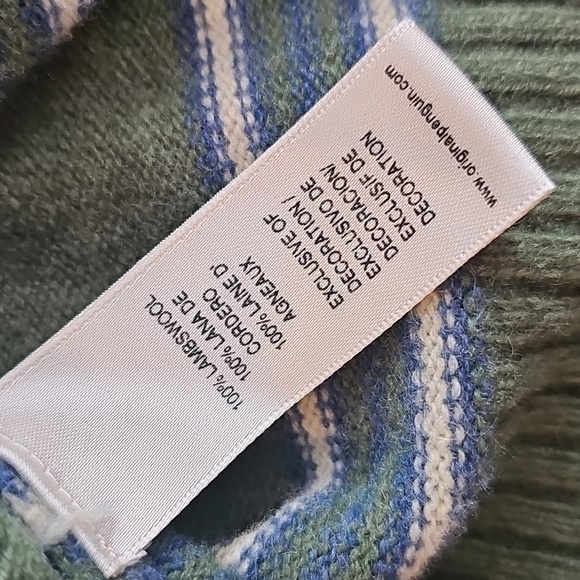 100% LAMBSWOOL
100% LANA DE
CORDERO
100% LAINE D'
AGNEAUX
EXCLUSIVE OF
DECORATION/
EXCLUSIVO DE
DECORACION/
EXCLUSIF DE
DECORATION
www.originalpenguin.com